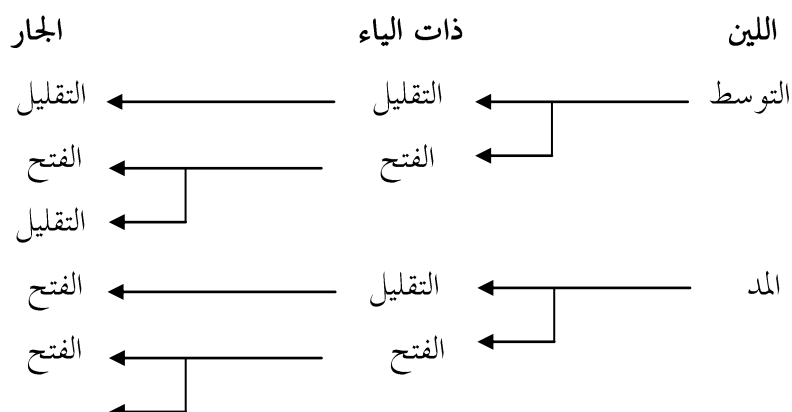 اللين ذات الياء الجار
التوسط التقليل التقليل
الفتح الفتح
التقليل
المد التقليل الفتح
الفتح الفتح